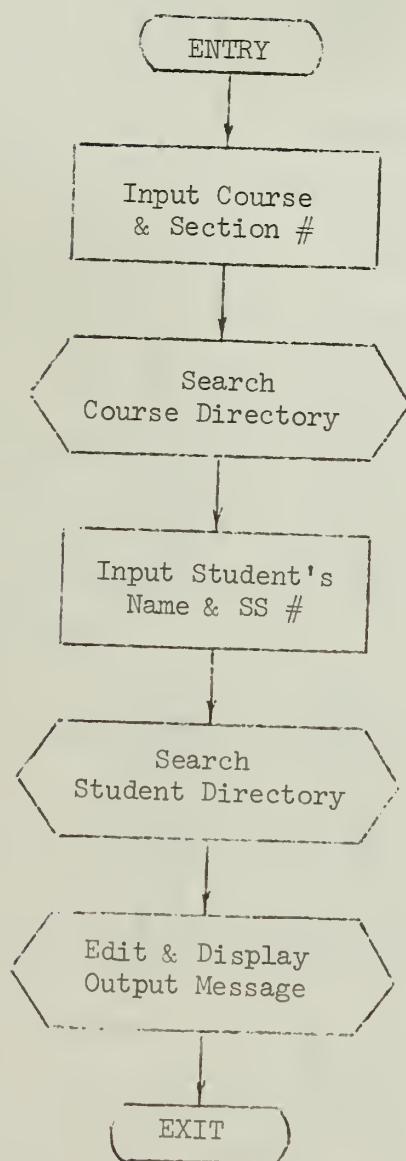 ENTRY
Input Course
& Section #
Search
Course Directory
Input Student's
Name & SS #
Search
Student Directory
Edit & Display
Output Message
EXIT